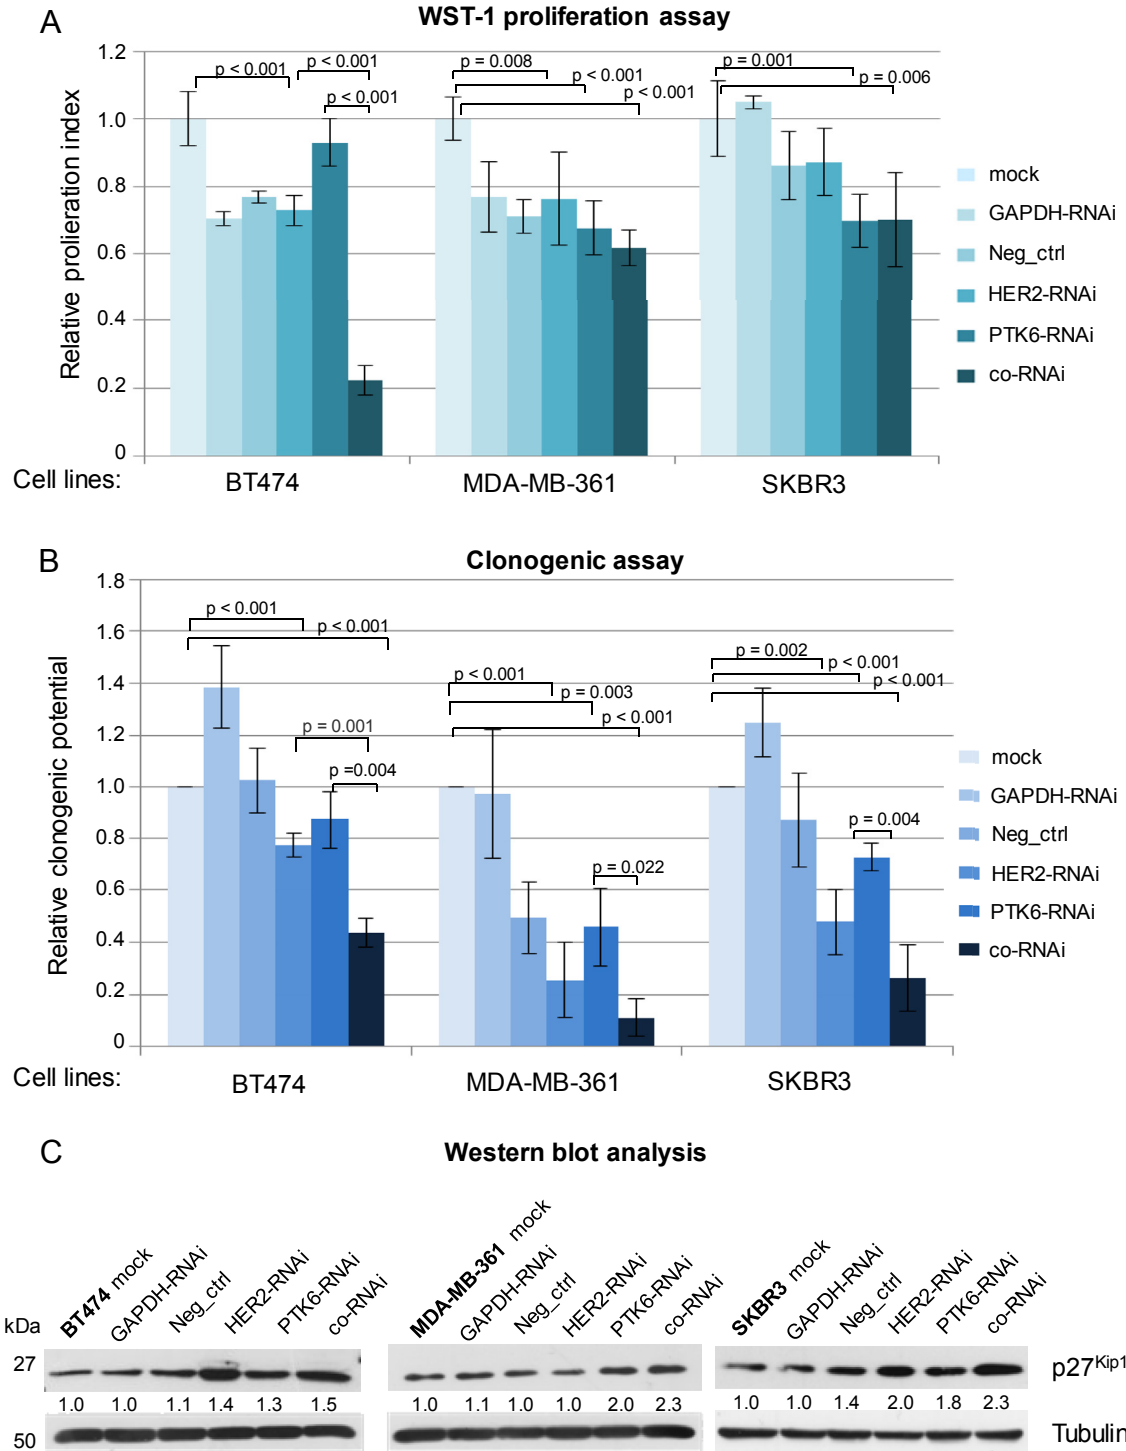 A
WST-1 proliferation assay
Relative prolieration index
1.2
1.0
0.8
0.6
0.4
0.2
0
p < 0.001
p < 0.001
p < 0.001
p = 0.008
p < 0.001
p < 0.001
p = 0.001
p = 0.006
mock
GAPDH-RNAi
Neg_ctrl
HER2-RNAi
PTK6-RNAi
co-RNAi
Cell lines: BT474 MDA-MB-361 SKBR3
B
Clonogenic assay
Relative clonogenic potential
1.8
1.6
1.4
1.2
1.0
0.8
0.6
0.4
0.2
0
p < 0.001
p < 0.001
p = 0.001
p =0.004
p < 0.001
p = 0.003
p < 0.001
p = 0.022
p = 0.002
p < 0.001
p < 0.001
p = 0.004
mock
GAPDH-RNAi
Neg_ctrl
HER2-RNAi
PTK6-RNAi
co-RNAi
Cell lines: BT474 MDA-MB-361 SKBR3
C
Western blot analysis
kDa
BT474 mock
GAPDH-RNAi
Neg_ctrl
HER2-RNAi
PTK6-RNAi
co-RNAi
MDA-MB-361 mock
GAPDH-RNAi
Neg_ctrl
HER2-RNAi
PTK6-RNAi
co-RNAi
SKBR3 mock
GAPDH-RNAi
Neg_ctrl
HER2-RNAi
PTK6-RNAi
co-RNAi
27 p27Kip1
1.0 1.0 1.1 1.4 1.3 1.5 1.0 1.1 1.0 1.0 2.0 2.3 1.0 1.0 1.4 2.0 1.8 2.3
50 Tubulin